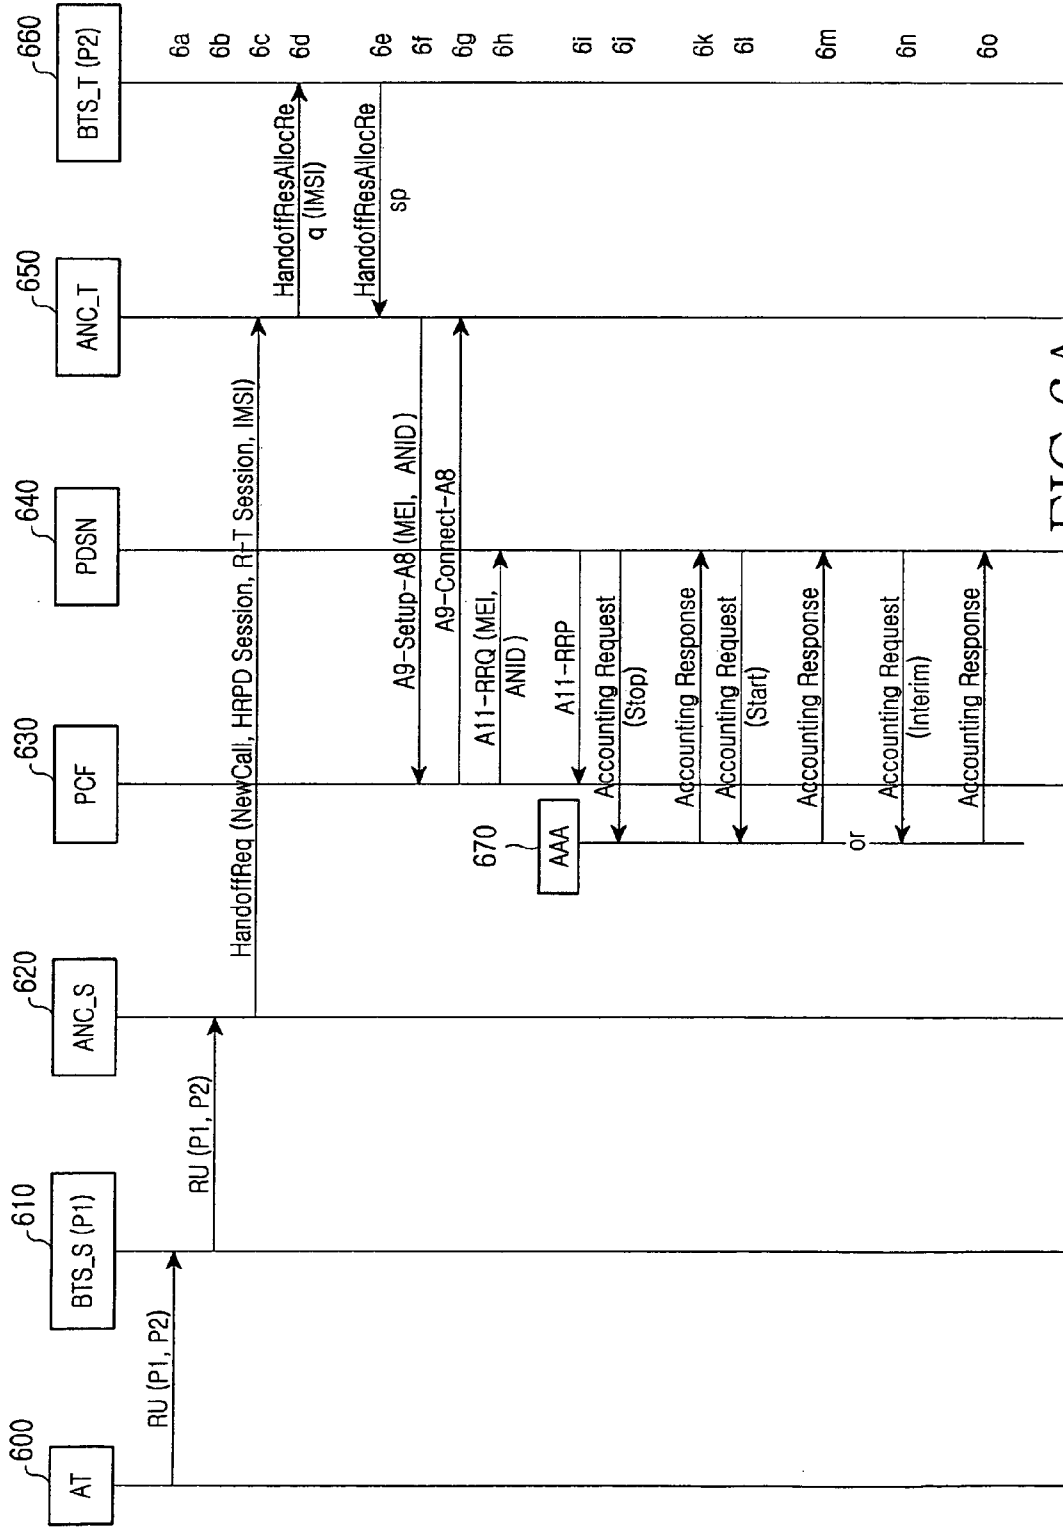 600
610
620
630
640
650
660
AT
BTS_S (P1)
ANC_S
PCF
PDSN
ANC_T
BTS_T (P2)
RU (P1, P2)
6a
RU (P1, P2)
6b
HandoffReq (NewCall, HRPD Session, R-T Session, IMSI)
6c
HandoffResAllocRe
q (IMSI)
6d
HandoffResAllocRe
sp
6e
A9-Setup-A8 (MEI, ANID)
6f
A9-Connect-A8
6g
A11-RRQ (MEI,
ANID)
6h
670
AAA
A11-RRP
6i
Accounting Request
(Stop)
6j
Accounting Response
6k
Accounting Request
(Start)
6l
Accounting Response
6m
or
Accounting Request
(Interim)
6n
Accounting Response
6o